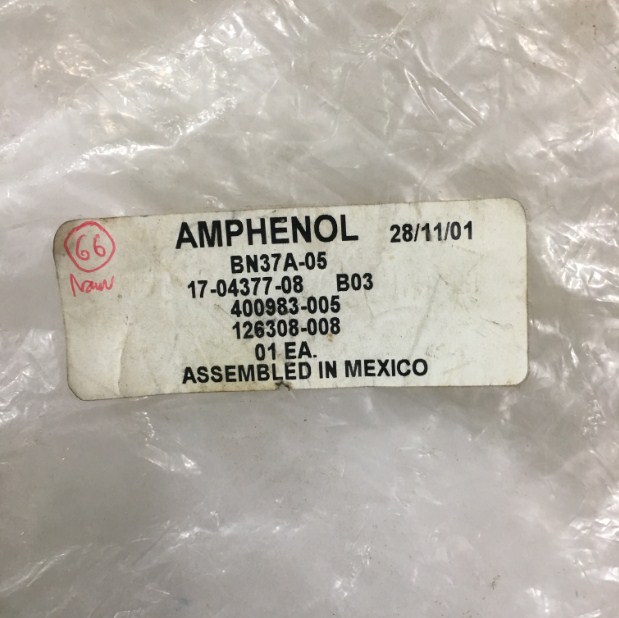 66
AMPHENOL 28/11/01
BN37A-05
17-04377-08 B03
400983-005
126308-008
01 EA.
ASSEMBLED IN MEXICO